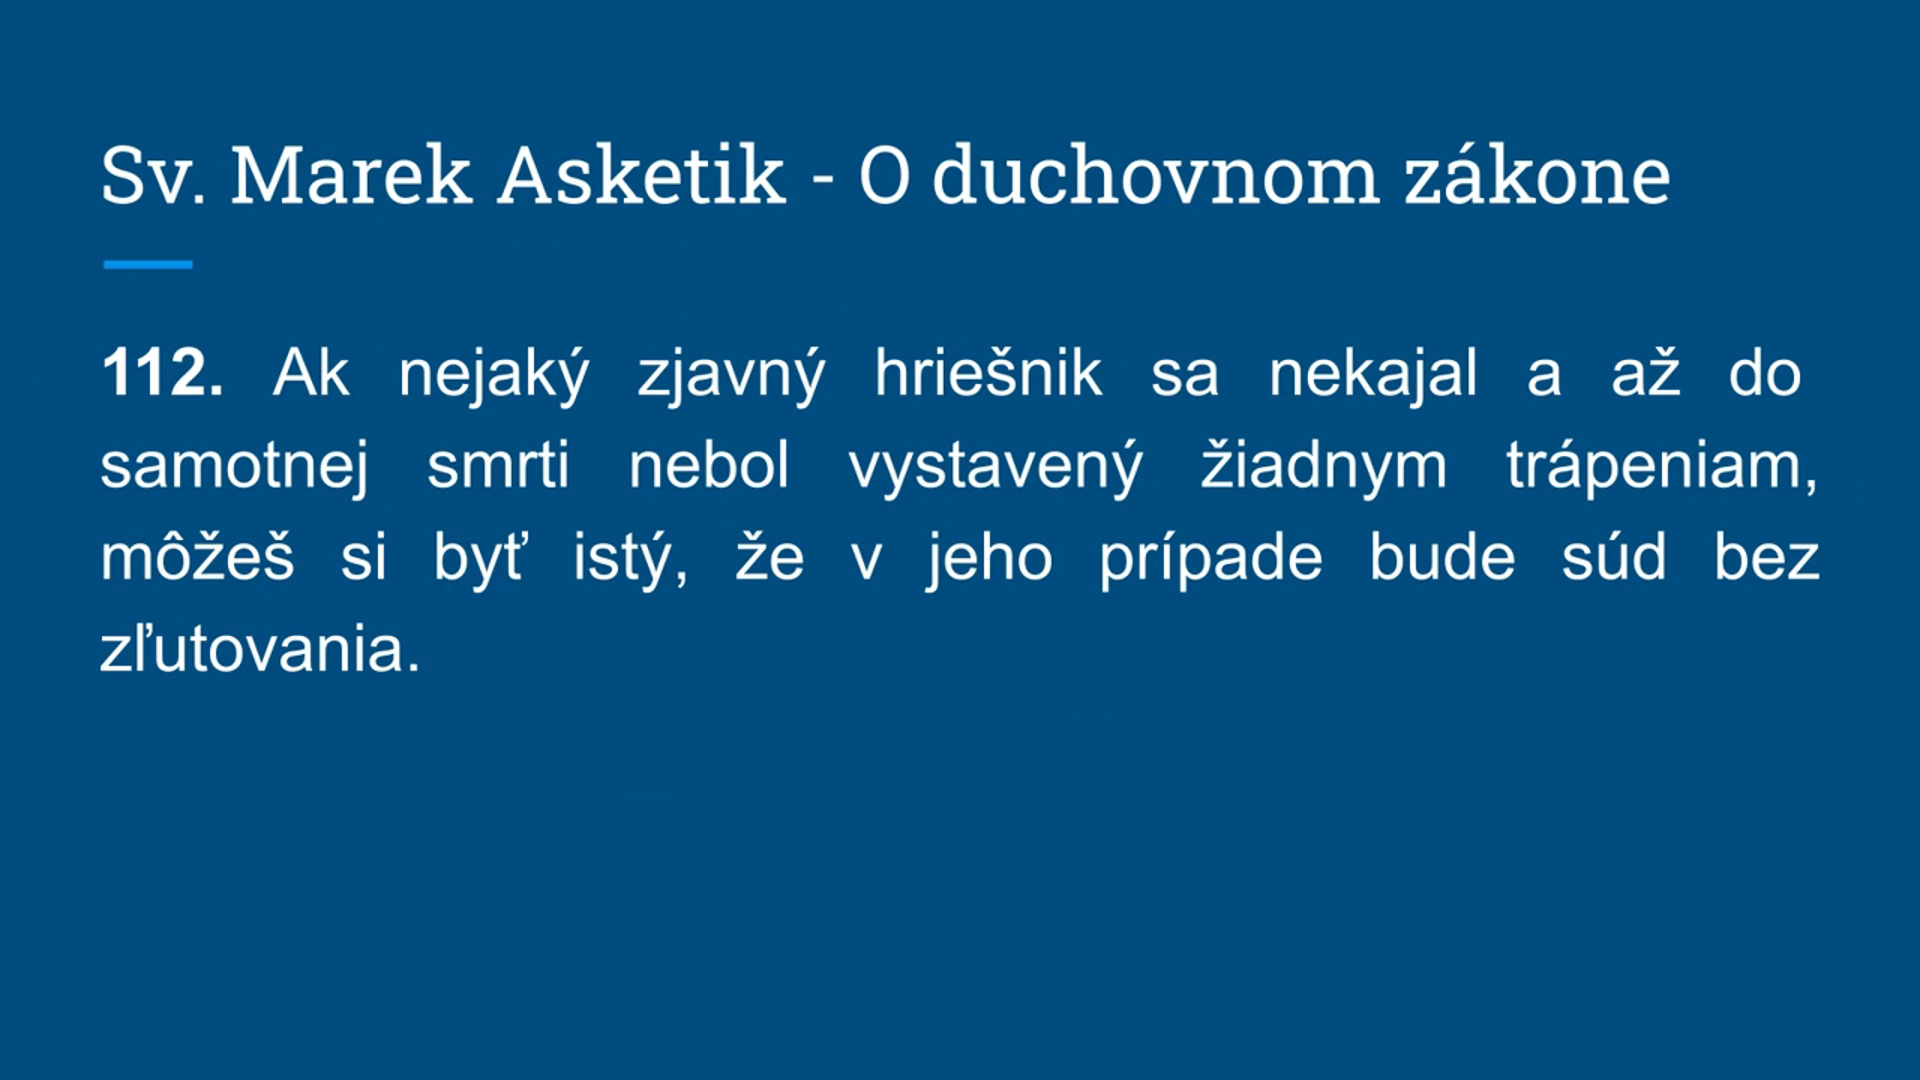 Sv. Marek Asketik - O duchovnom zákone
112. Ak nejaký zjavný hriešnik sa nekajal a až do
samotnej smrti nebol vystavený žiadnym trápeniam,
môžeš si byť istý, že v jeho prípade bude súd bez
zľutovania.